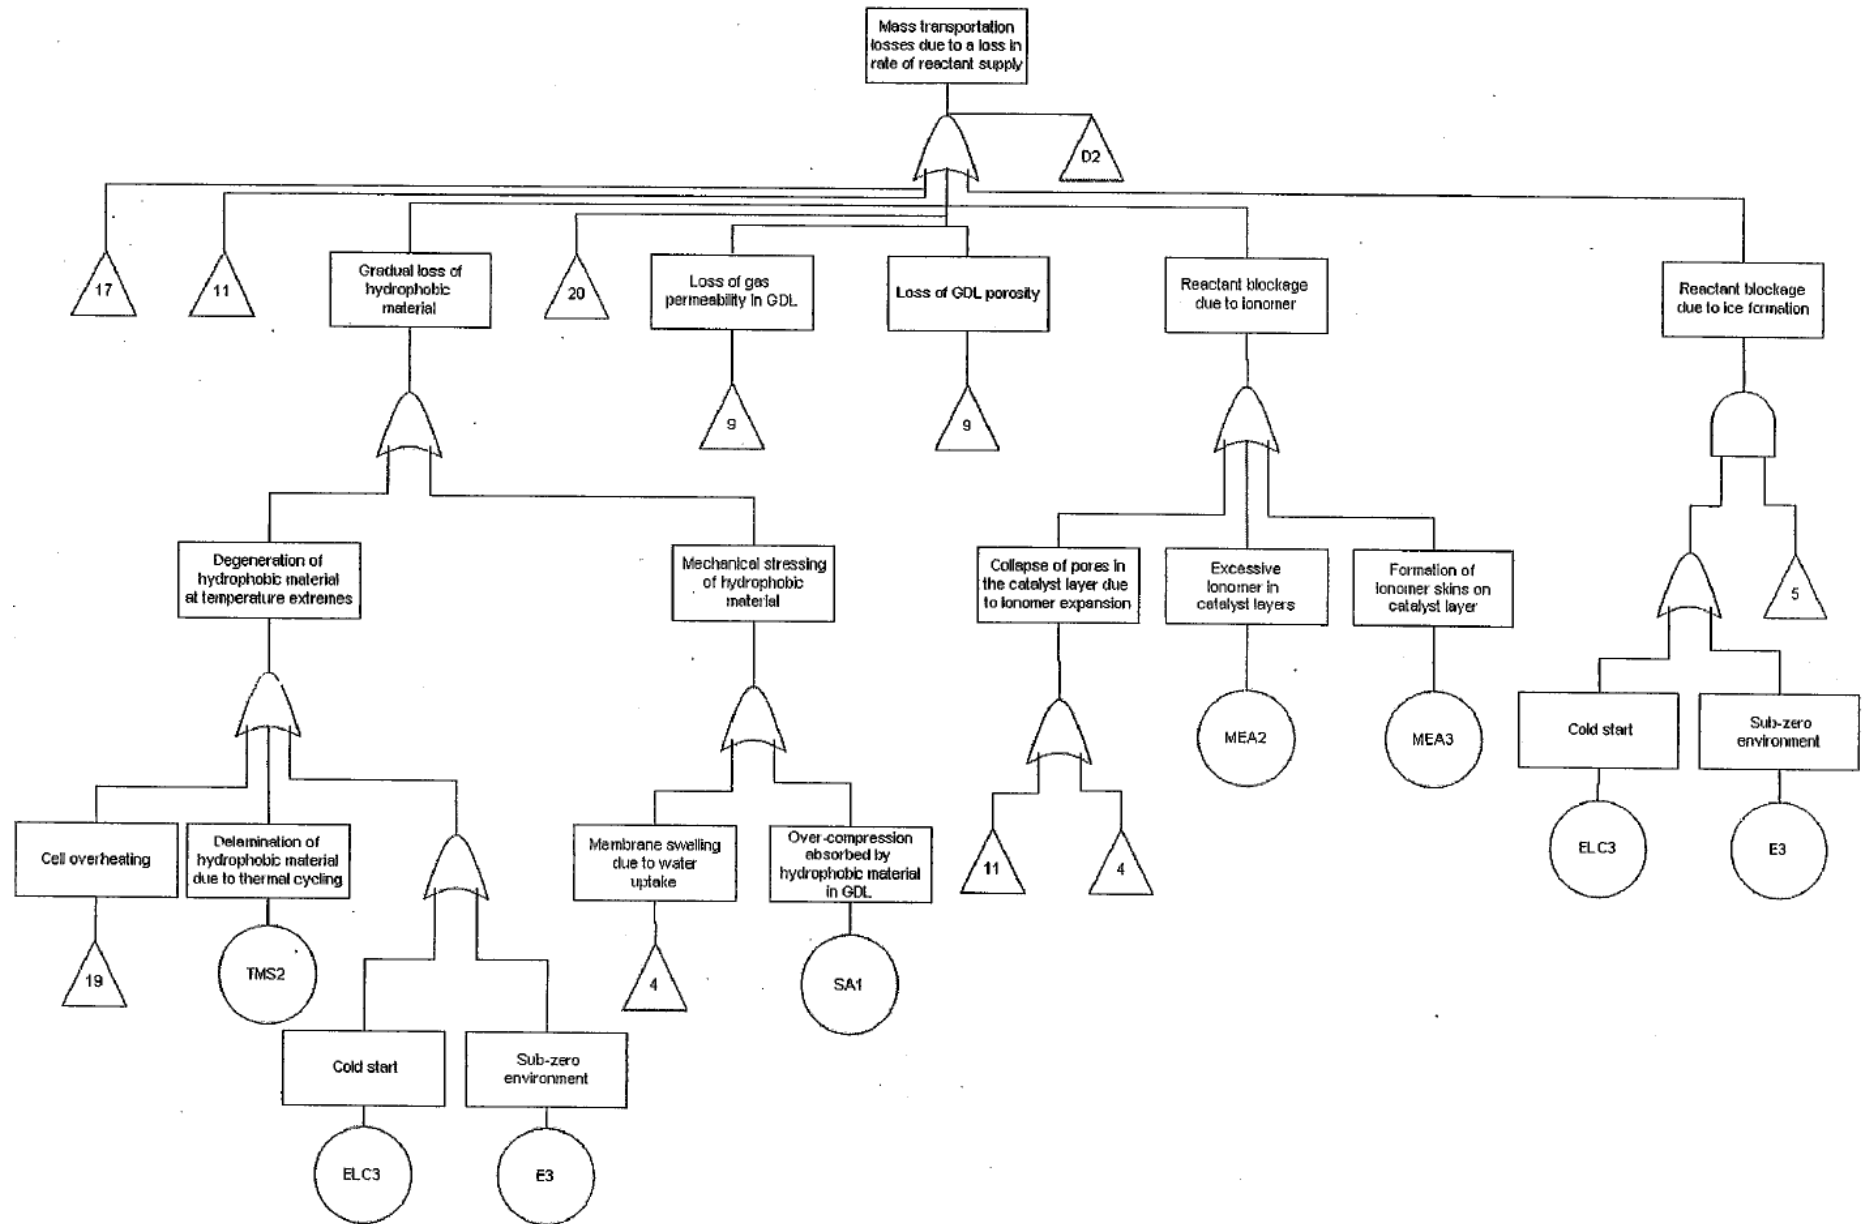 Mass transportation
losses due to a loss in
rate of reactant supply
D2
17
11
Gradual loss of
hydrophobic
material
20
Loss of gas
permeability in GDL
Loss of GDL porosity
Reactant blockage
due to ionomer
Reactant blockage
due to ice formation
9
9
Degeneration of
hydrophobic material
at temperature extremes
Mechanical stressing
of hydrophobic
material
Collapse of pores in
the catalyst layer due
to ionomer expansion
Excessive
ionomer in
catalyst layers
Formation of
ionomer skins on
catalyst layer
5
MEA2
MEA3
Cold start
Sub-zero
environment
Cell overheating
Delamination of
hydrophobic material
due to thermal cycling
Membrane swelling
due to water
uptake
Over-compression
absorbed by
hydrophobic material
in GDL
11
4
ELC3
E3
19
TMS2
4
SA1
Cold start
Sub-zero
environment
ELC3
E3